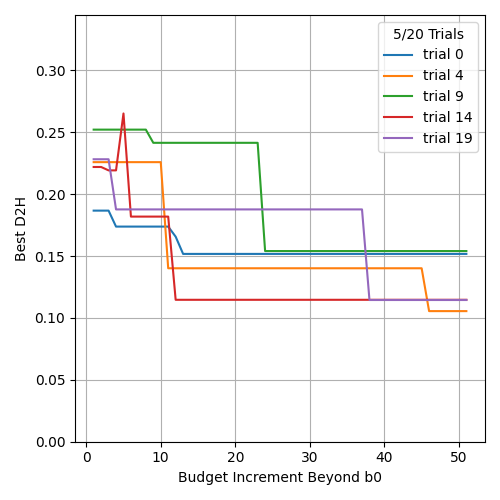 5/20 Trials
trial 0
trial 4
trial 9
trial 14
trial 19
0.30
0.25
0.20
0.15
0.10
0.05
0.00
Best D2H
0 10 20 30 40 50
Budget Increment Beyond b0